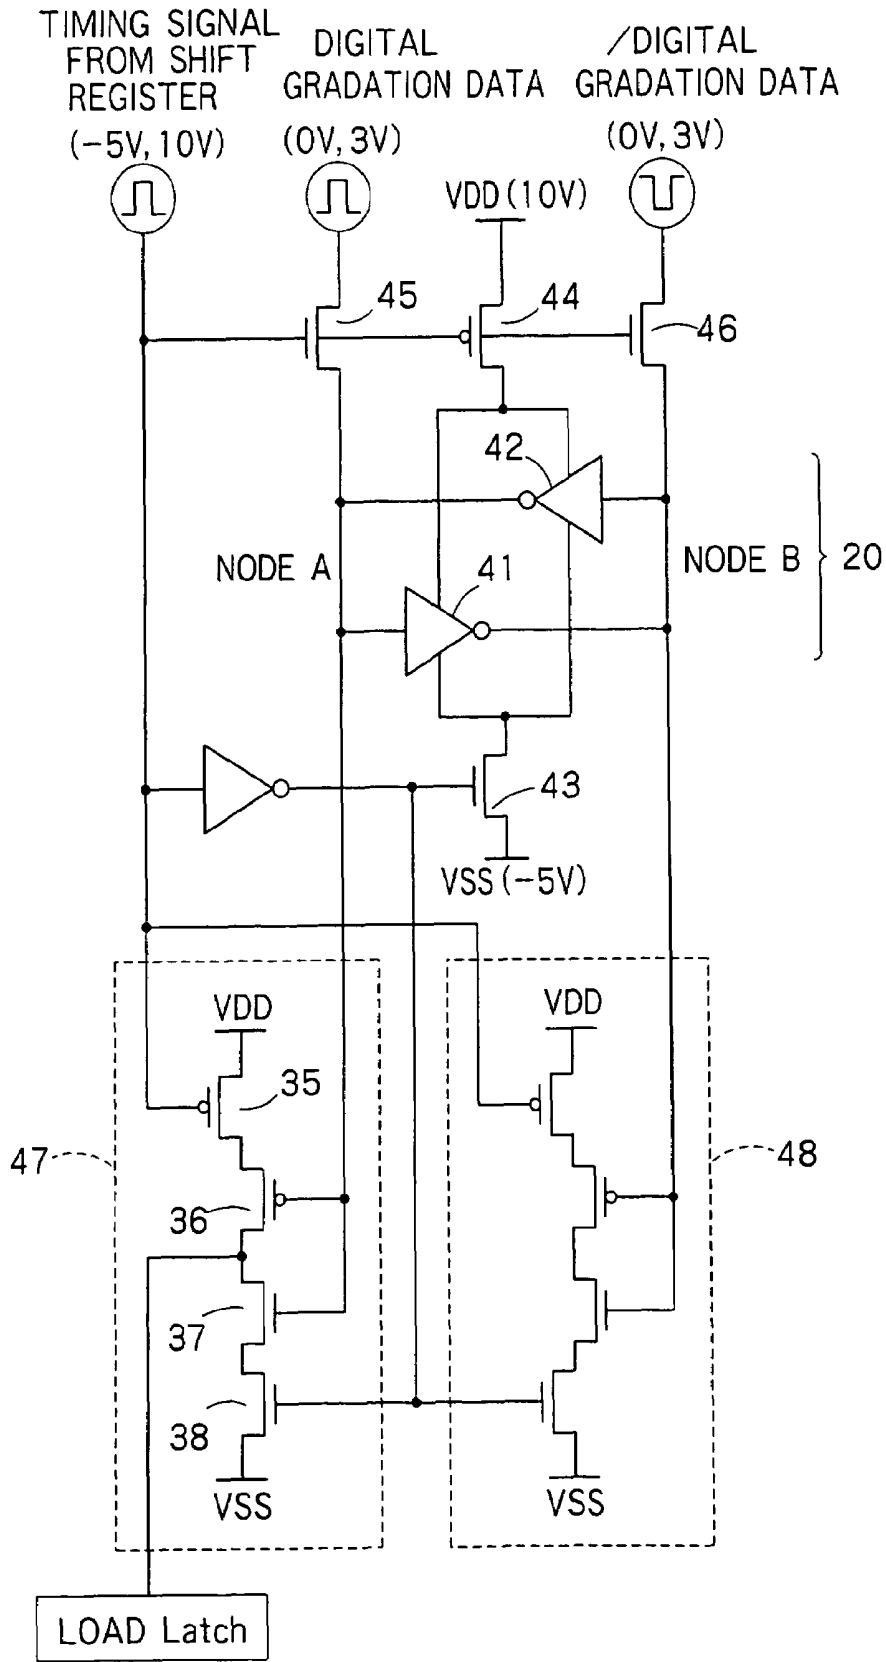 TIMING SIGNAL
FROM SHIFT
REGISTER
(−5V, 10V)
DIGITAL
GRADATION DATA
(0V, 3V)
/DIGITAL
GRADATION DATA
(0V, 3V)
VDD (10V)
45
44
46
42
NODE A
41
NODE B
20
43
VSS (−5V)
VDD
35
47
36
37
38
VSS
VDD
48
VSS
LOAD Latch